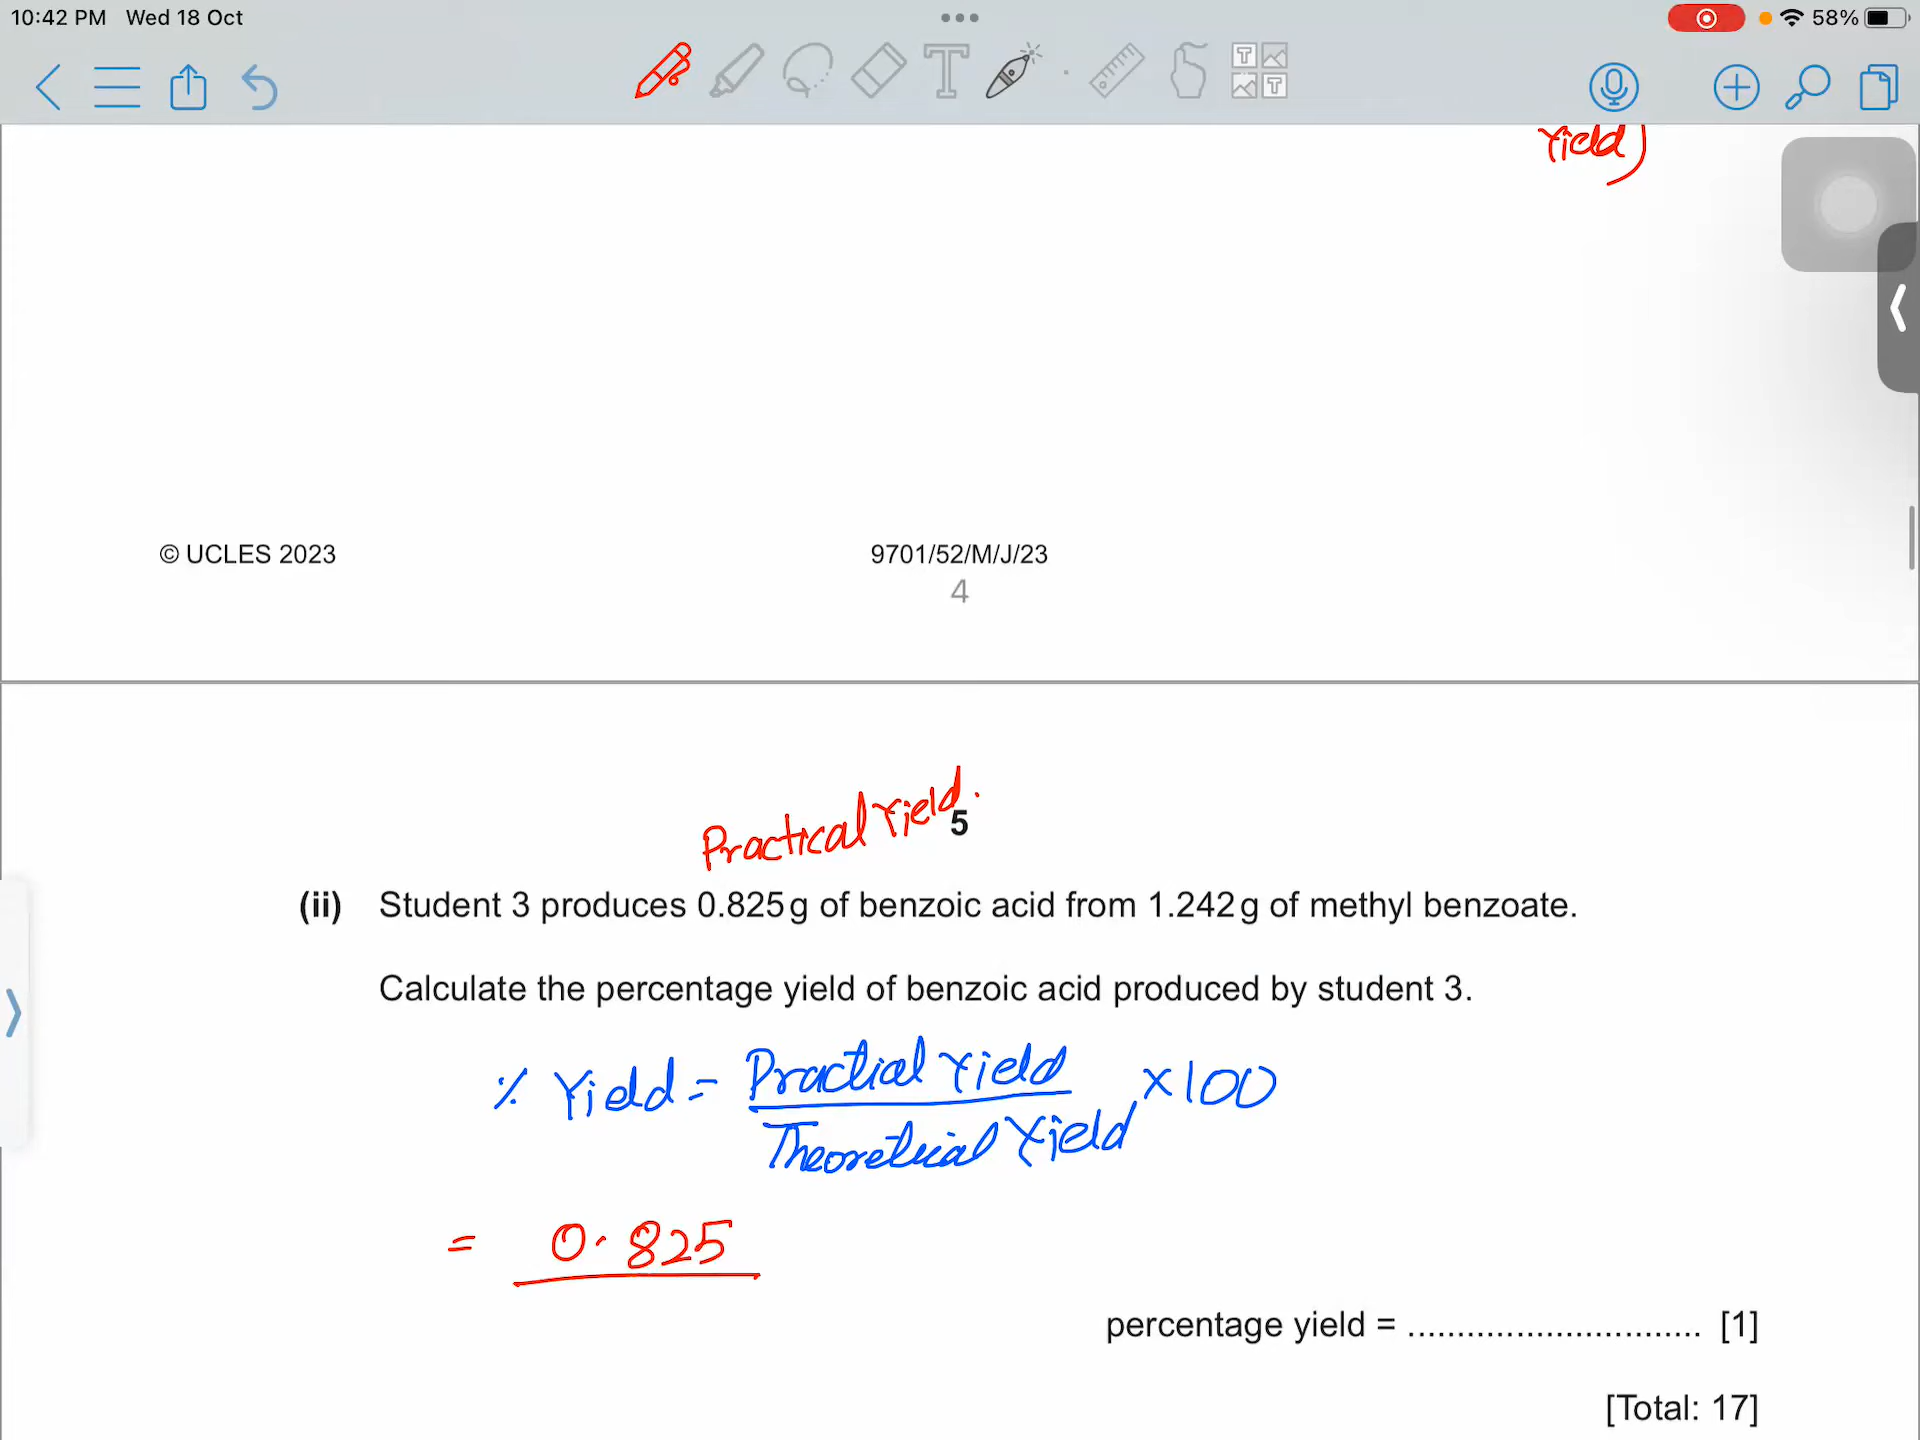 10:42 PM Wed 18 Oct
58%
Yield)
© UCLES 2023
9701/52/M/J/23
4
Practical Yield.
5
(ii) Student 3 produces 0.825 g of benzoic acid from 1.242 g of methyl benzoate.
Calculate the percentage yield of benzoic acid produced by student 3.
% Yield = Practial Yield × 100
Theoretical Yield
= 0.825
percentage yield = .............................. [1]
[Total: 17]